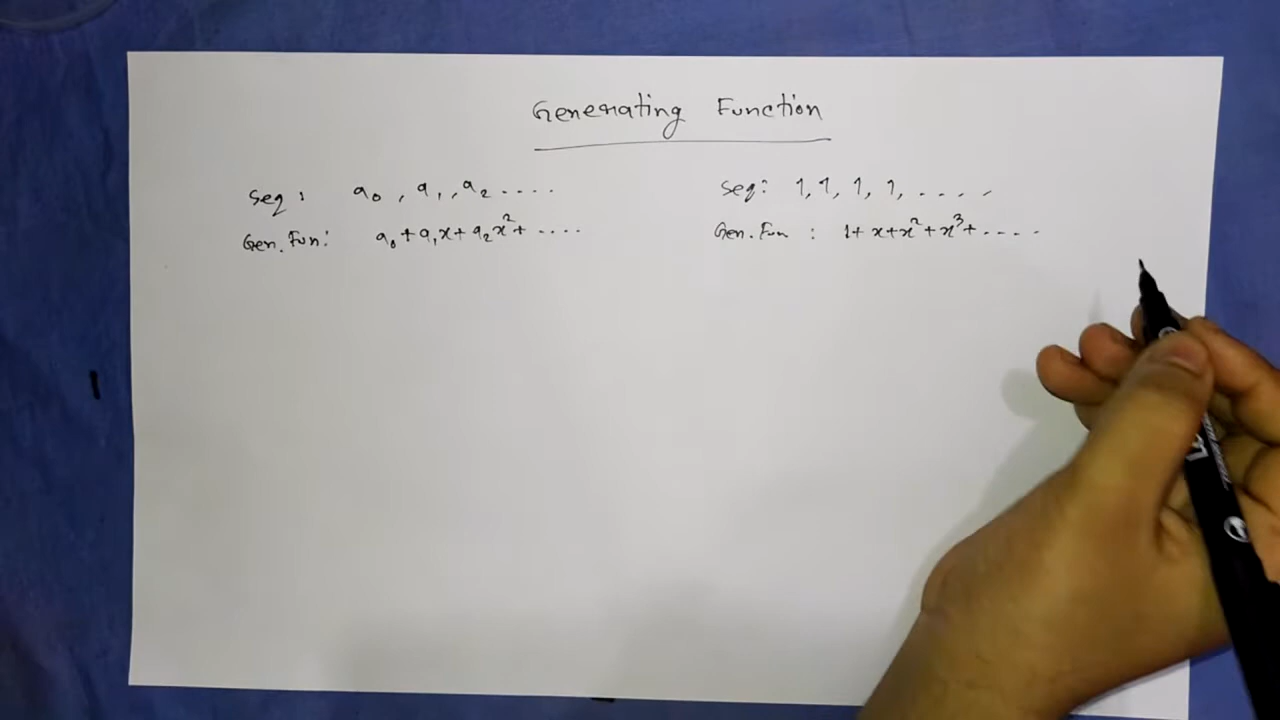 Generating Function
Seq: a₀, a₁, a₂ ....
Gen. Fun: a₀+a₁x+a₂x²+ ....
Seq: 1, 1, 1, 1, ....,
Gen. Fun : 1+x+x²+x³+....